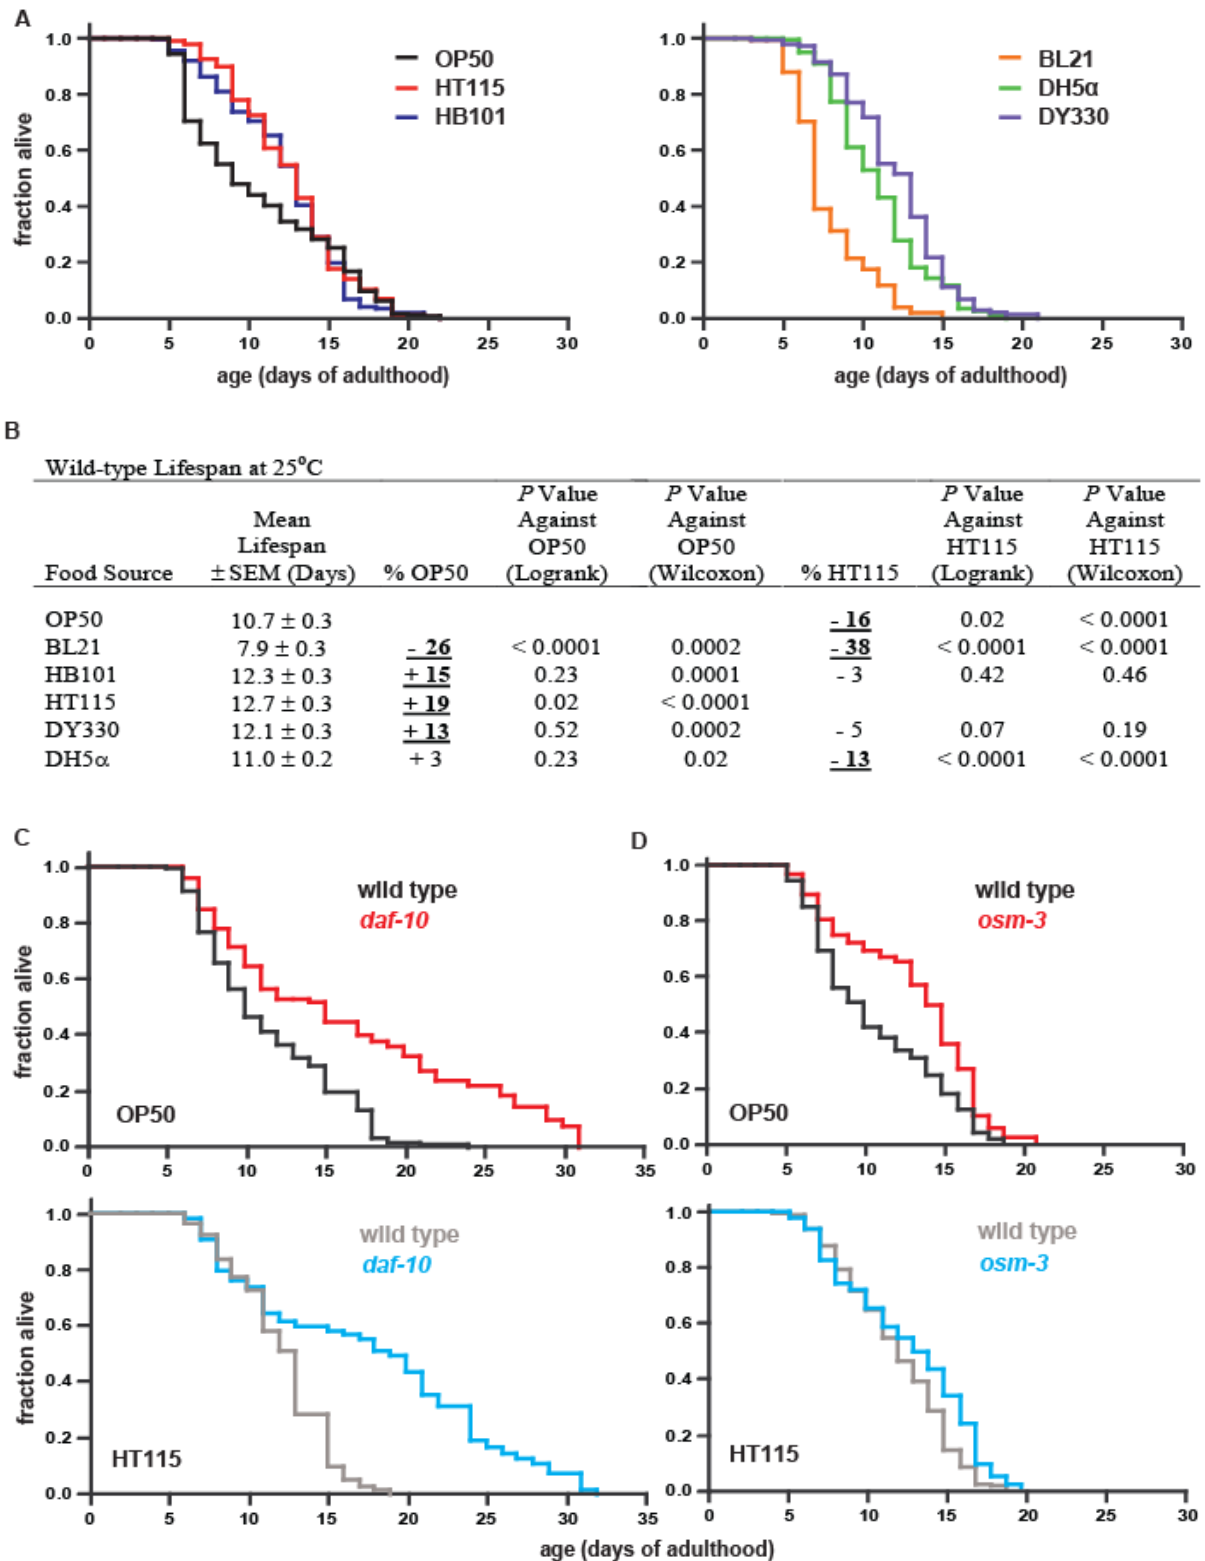 A
1.0
0.8
0.6
0.4
0.2
0.0
fraction alive
OP50
HT115
HB101
0 5 10 15 20 25 30
age (days of adulthood)
1.0
0.8
0.6
0.4
0.2
0.0
BL21
DH5α
DY330
0 5 10 15 20 25 30
age (days of adulthood)
B
Wild-type Lifespan at 25°C
P Value P Value P Value P Value
Mean Against Against Against Against
Lifespan OP50 OP50 HT115 HT115
Food Source ± SEM (Days) % OP50 (Logrank) (Wilcoxon) % HT115 (Logrank) (Wilcoxon)
OP50 10.7 ± 0.3 - 16 0.02 < 0.0001
BL21 7.9 ± 0.3 - 26 < 0.0001 0.0002 - 38 < 0.0001 < 0.0001
HB101 12.3 ± 0.3 + 15 0.23 0.0001 - 3 0.42 0.46
HT115 12.7 ± 0.3 + 19 0.02 < 0.0001
DY330 12.1 ± 0.3 + 13 0.52 0.0002 - 5 0.07 0.19
DH5α 11.0 ± 0.2 + 3 0.23 0.02 - 13 < 0.0001 < 0.0001
C
1.0
0.8
0.6
0.4
0.2
0.0
fraction alive
wild type
daf-10
OP50
0 5 10 15 20 25 30 35
D
1.0
0.8
0.6
0.4
0.2
0.0
wild type
osm-3
OP50
0 5 10 15 20 25 30
1.0
0.8
0.6
0.4
0.2
0.0
fraction alive
wild type
daf-10
HT115
0 5 10 15 20 25 30 35
1.0
0.8
0.6
0.4
0.2
0.0
wild type
osm-3
HT115
0 5 10 15 20 25 30
age (days of adulthood)